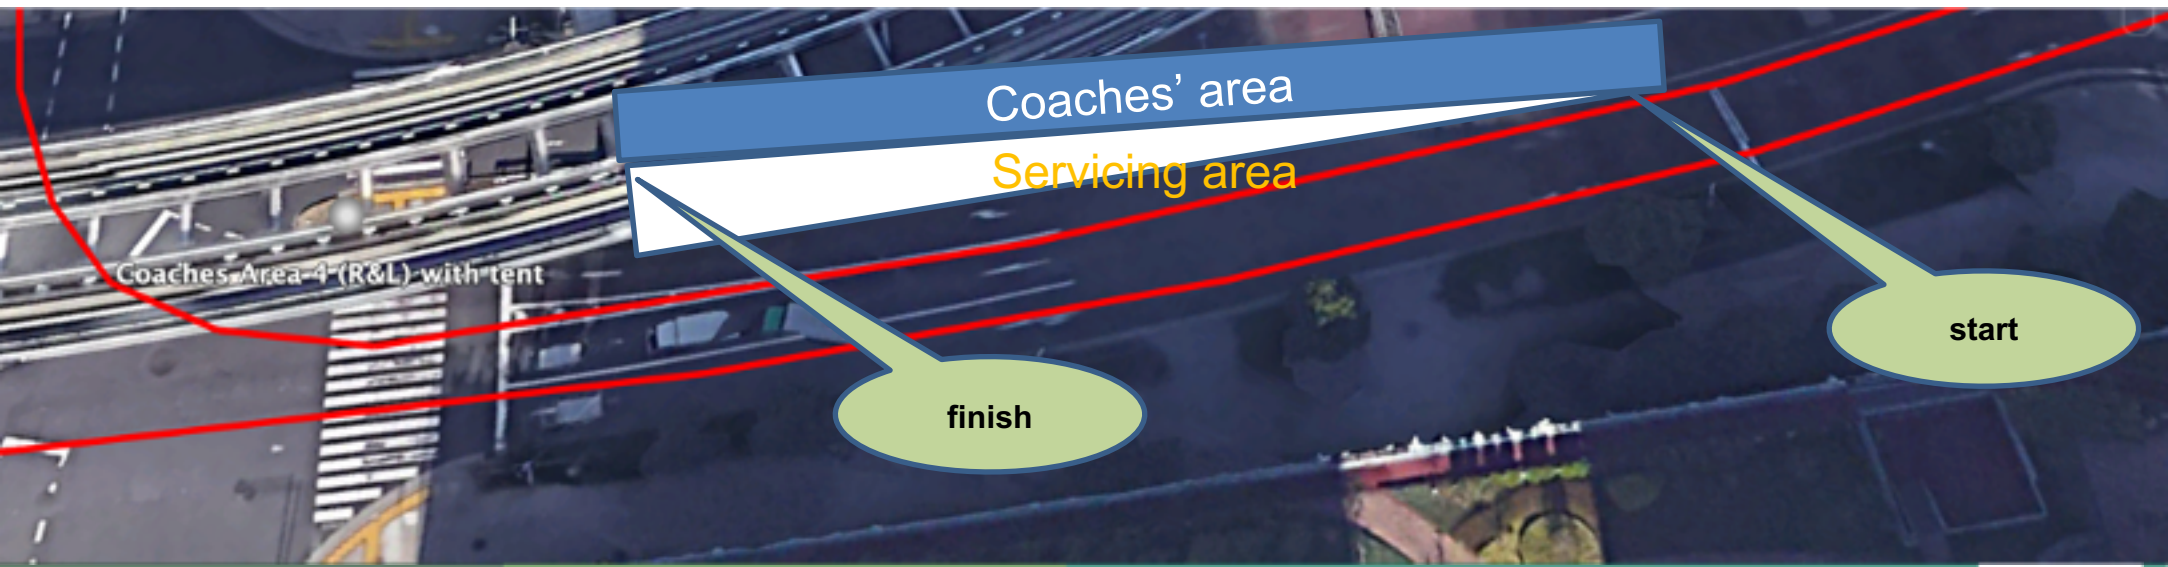 Coaches’ area
Servicing area
Coaches Area-4 (R&L) with tent
start
finish